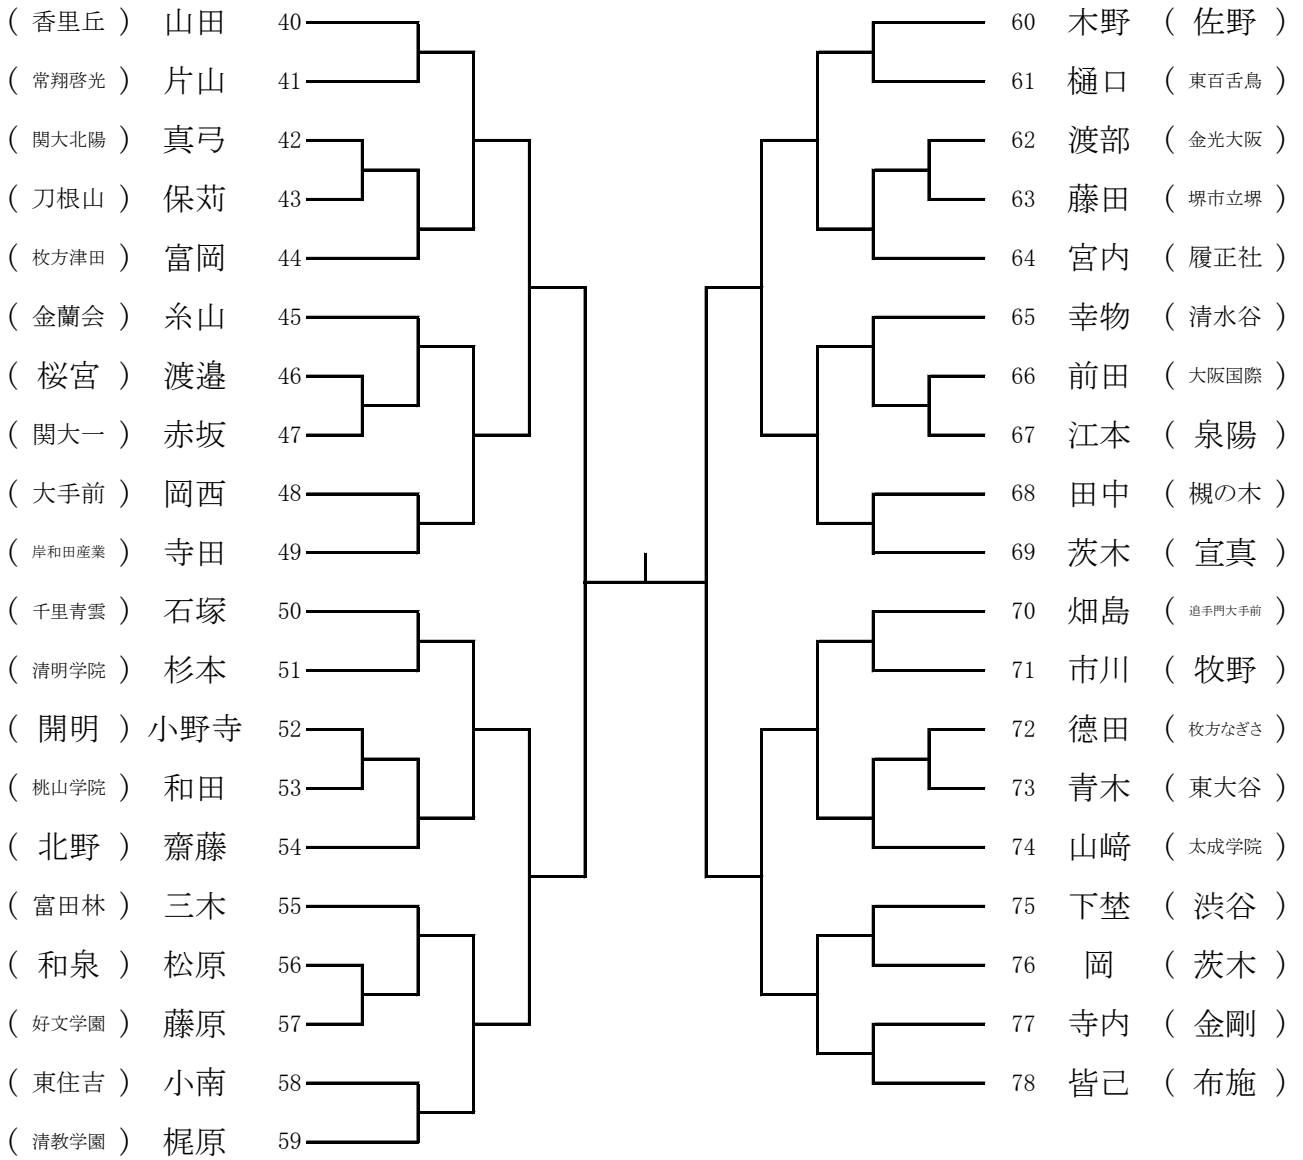 ( 香里丘 ) 山田 40
( 常翔啓光 ) 片山 41
( 関大北陽 ) 真弓 42
( 刀根山 ) 保苅 43
( 枚方津田 ) 富岡 44
( 金蘭会 ) 糸山 45
( 桜宮 ) 渡邉 46
( 関大一 ) 赤坂 47
( 大手前 ) 岡西 48
( 岸和田産業 ) 寺田 49
( 千里青雲 ) 石塚 50
( 清明学院 ) 杉本 51
( 開明 ) 小野寺 52
( 桃山学院 ) 和田 53
( 北野 ) 齋藤 54
( 富田林 ) 三木 55
( 和泉 ) 松原 56
( 好文学園 ) 藤原 57
( 東住吉 ) 小南 58
( 清教学園 ) 梶原 59
60 木野 ( 佐野 )
61 樋口 ( 東百舌鳥 )
62 渡部 ( 金光大阪 )
63 藤田 ( 堺市立堺 )
64 宮内 ( 履正社 )
65 幸物 ( 清水谷 )
66 前田 ( 大阪国際 )
67 江本 ( 泉陽 )
68 田中 ( 槻の木 )
69 茨木 ( 宣真 )
70 畑島 ( 追手門大手前 )
71 市川 ( 牧野 )
72 德田 ( 枚方なぎさ )
73 青木 ( 東大谷 )
74 山﨑 ( 太成学院 )
75 下埜 ( 渋谷 )
76 岡 ( 茨木 )
77 寺内 ( 金剛 )
78 皆己 ( 布施 )